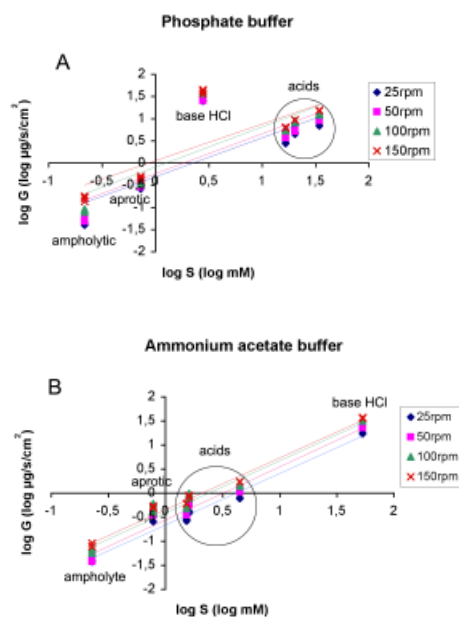 Phosphate buffer
A
2
1,5
1
0,5
0
-0,5
-1
-1,5
-2
-1
-0,5
0
0,5
1
1,5
2
base HCl
acids
aprotic
ampholytic
log G (log µg/s/cm²)
log S (log mM)
25rpm
50rpm
100rpm
150rpm
Ammonium acetate buffer
B
2
1,5
1
0,5
0
-0,5
-1
-1,5
-2
-1
-0,5
0
0,5
1
1,5
2
base HCl
acids
aprotic
ampholyte
log G (log µg/s/cm²)
log S (log mM)
25rpm
50rpm
100rpm
150rpm